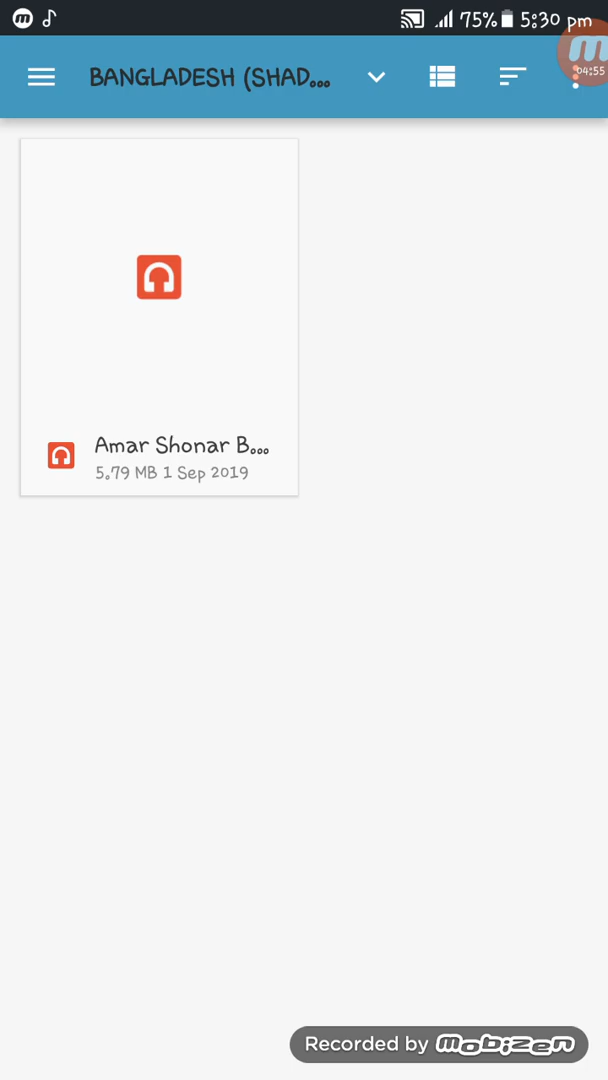 75% 5:30 pm
BANGLADESH (SHAD...
04:55
Amar Shonar B...
5.79 MB 1 Sep 2019
Recorded by mobizen